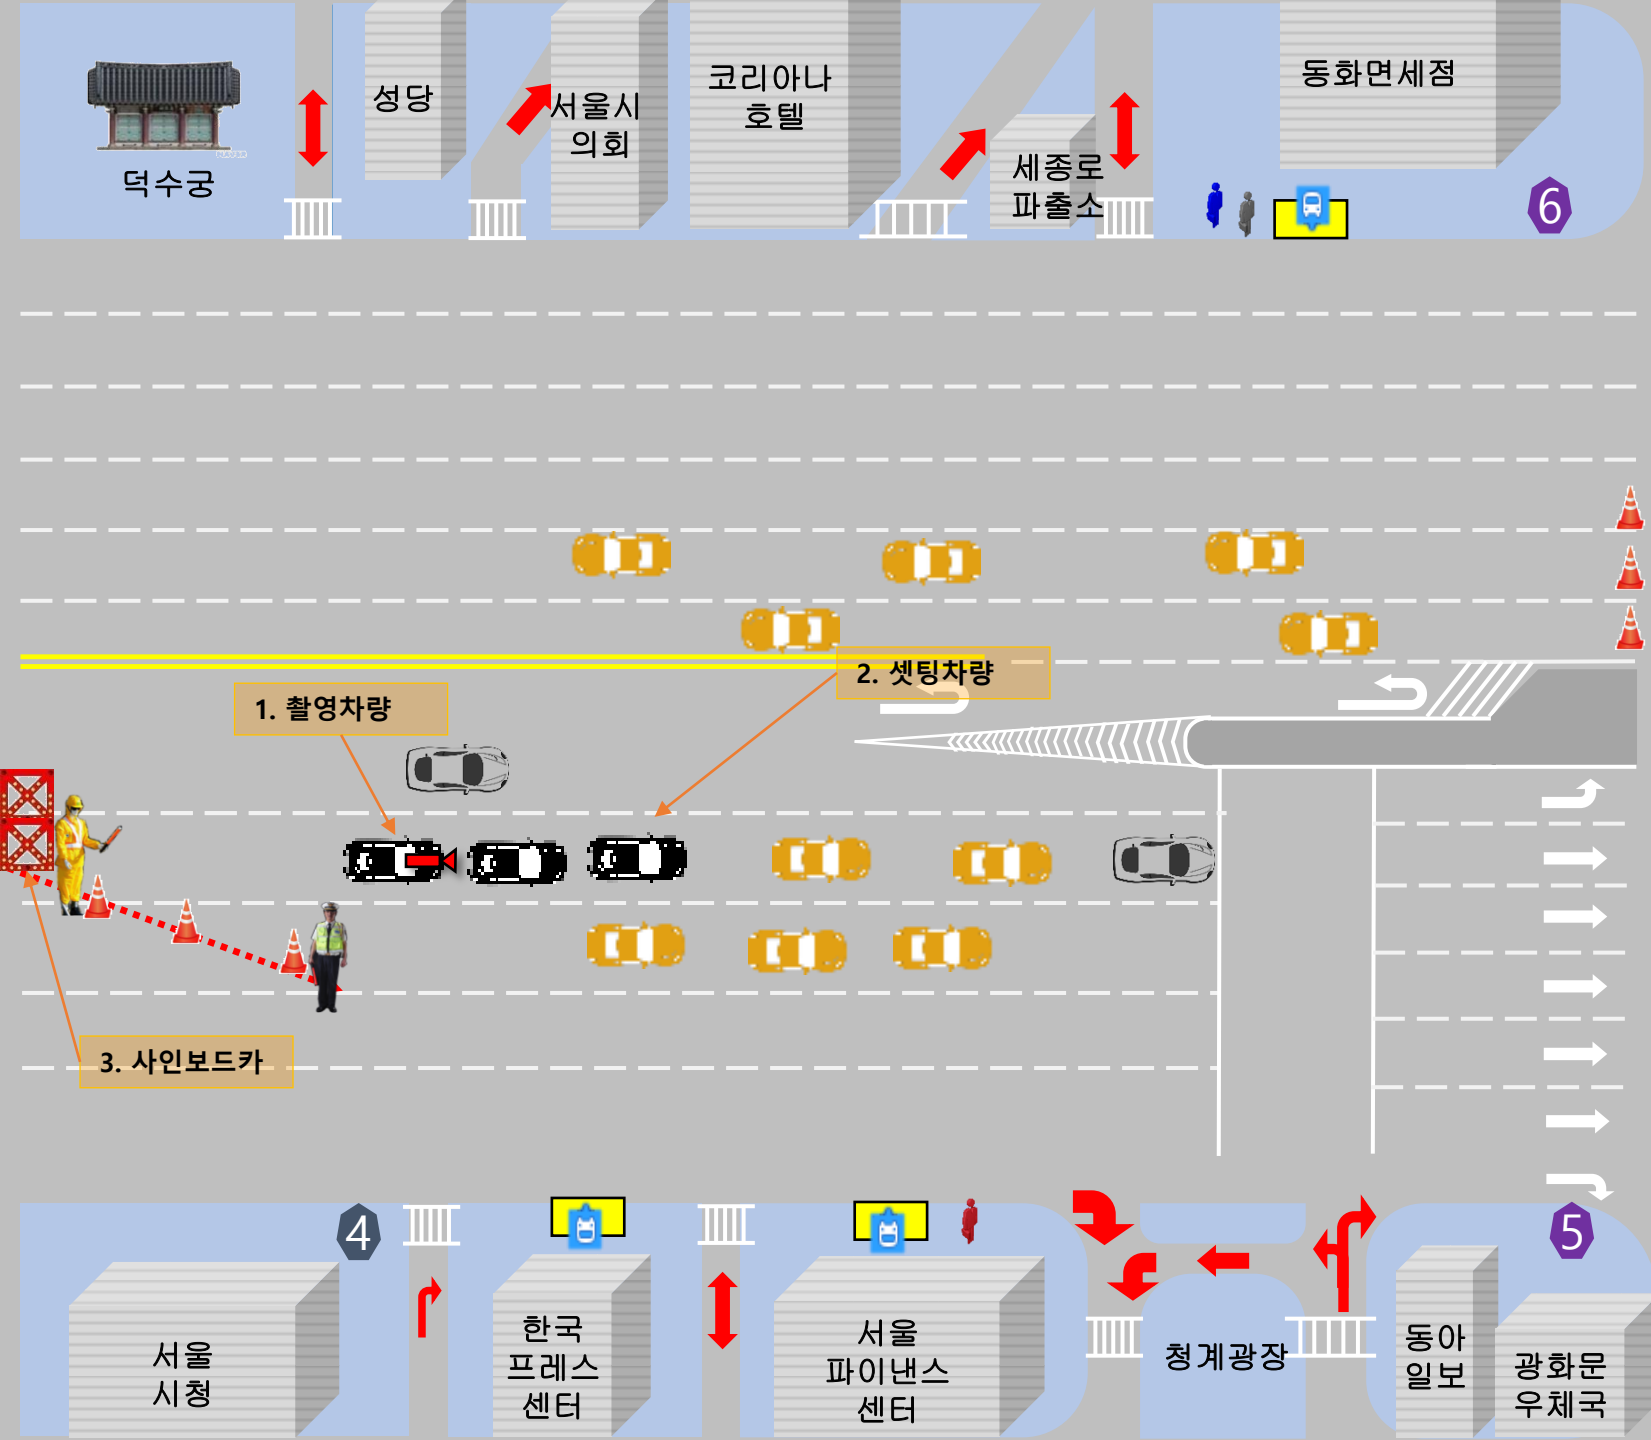 성당
서울시
의회
코리아나
호텔
동화면세점
덕수궁
세종로
파출소
6
2. 셋팅차량
1. 촬영차량
3. 사인보드카
4
5
서울
시청
한국
프레스
센터
서울
파이낸스
센터
청계광장
동아
일보
광화문
우체국